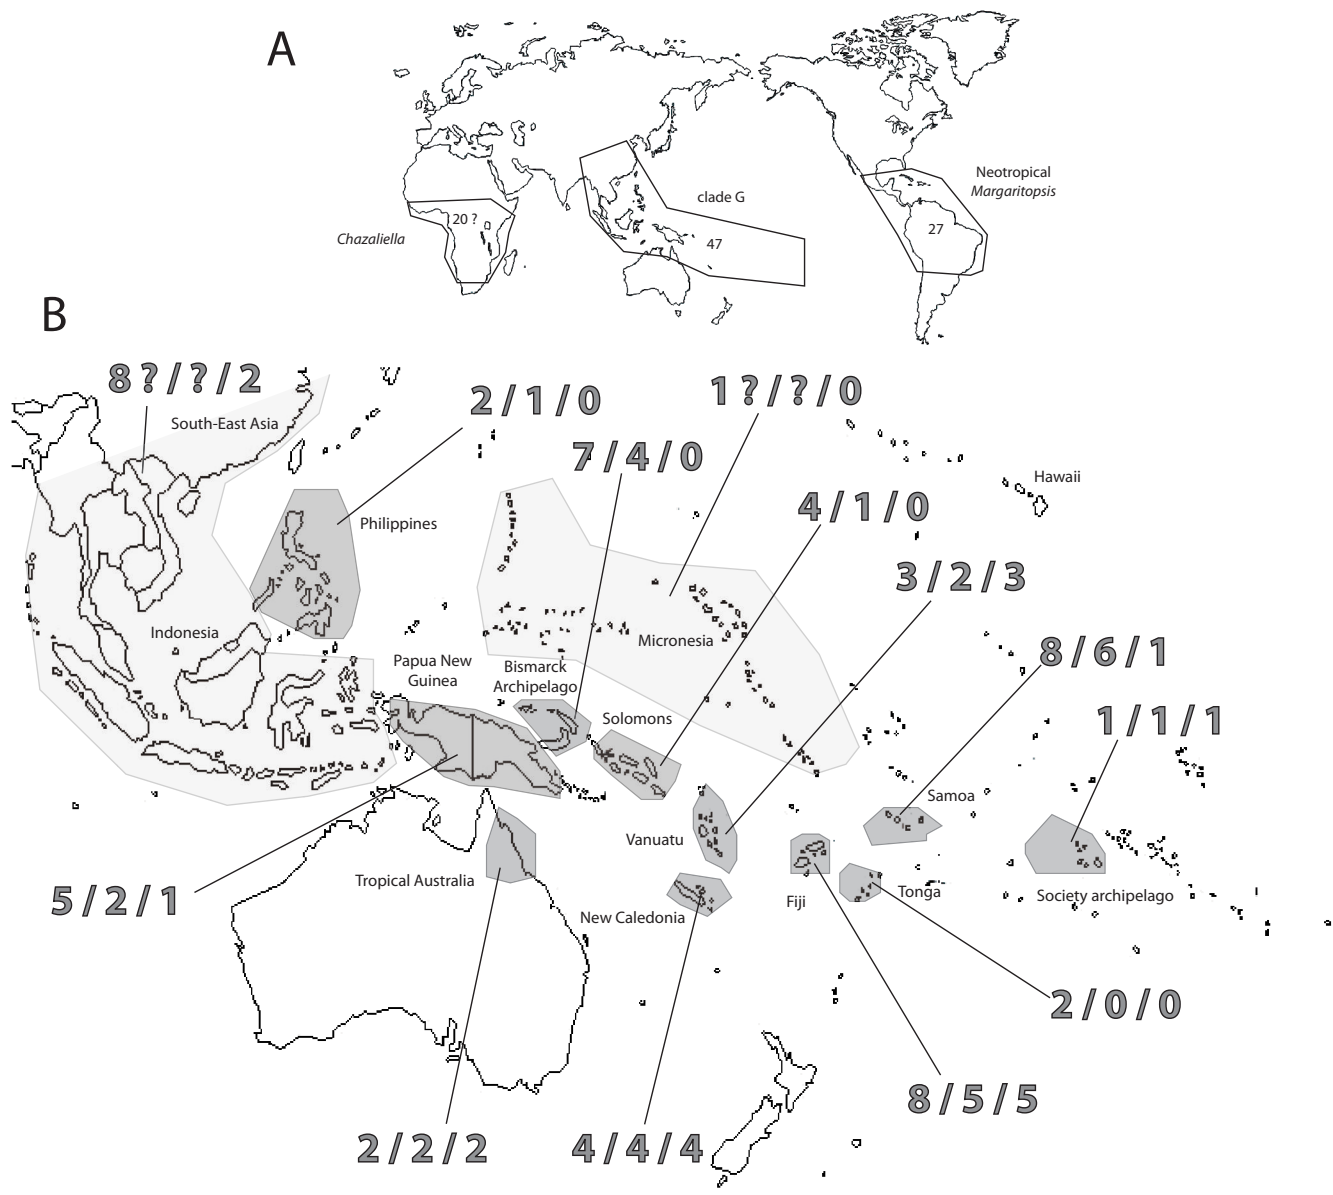 A
Neotropical
Margaritopsis
clade G
20 ?
Chazaliella
27
47
B
8 ? / ? / 2
2 / 1 / 0
1 ? / ? / 0
South-East Asia
7 / 4 / 0
Hawaii
4 / 1 / 0
Philippines
3 / 2 / 3
Indonesia
Micronesia
8 / 6 / 1
Papua New
Guinea
Bismarck
Archipelago
Solomons
1 / 1 / 1
Samoa
Vanuatu
Tropical Australia
5 / 2 / 1
New Caledonia
Fiji
Tonga
Society archipelago
2 / 0 / 0
8 / 5 / 5
2 / 2 / 2
4 / 4 / 4